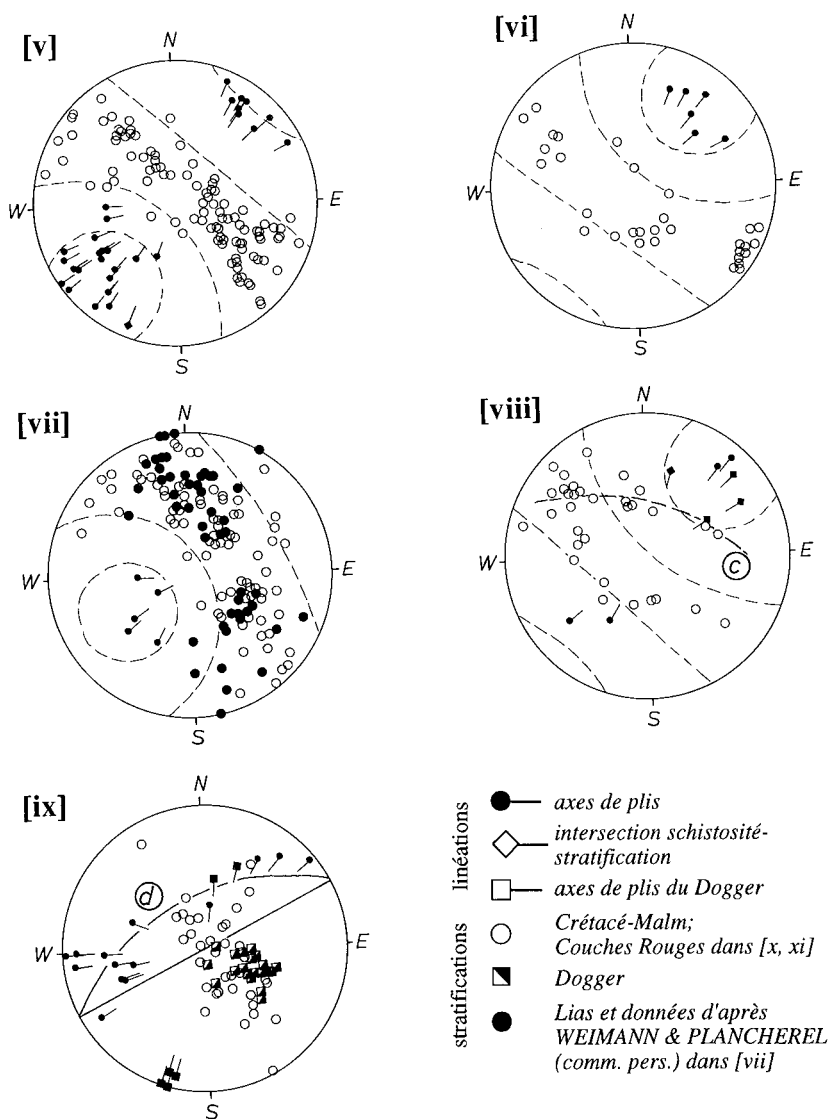 [v]
N
W
E
S
[vi]
N
W
E
S
[vii]
N
W
E
S
[viii]
N
W
E
S
c
[ix]
N
W
E
S
d
linéations
axes de plis
intersection schistosité-
stratification
axes de plis du Dogger
stratifications
Crétacé-Malm;
Couches Rouges dans [x, xi]
Dogger
Lias et données d'après
WEIMANN & PLANCHEREL
(comm. pers.) dans [vii]